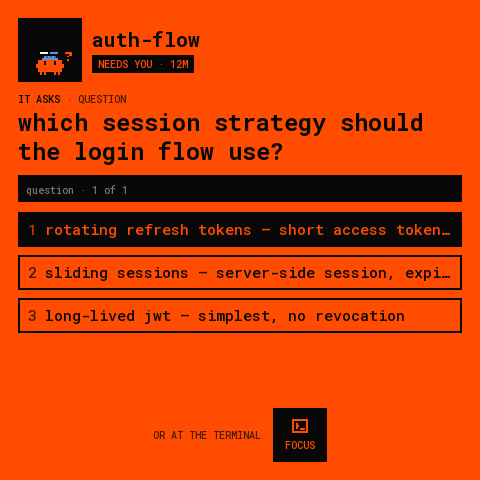 auth-flow
NEEDS YOU · 12M
IT ASKS · QUESTION
which session strategy should
the login flow use?
question · 1 of 1
1 rotating refresh tokens — short access token…
2 sliding sessions — server-side session, expi…
3 long-lived jwt — simplest, no revocation
OR AT THE TERMINAL
FOCUS